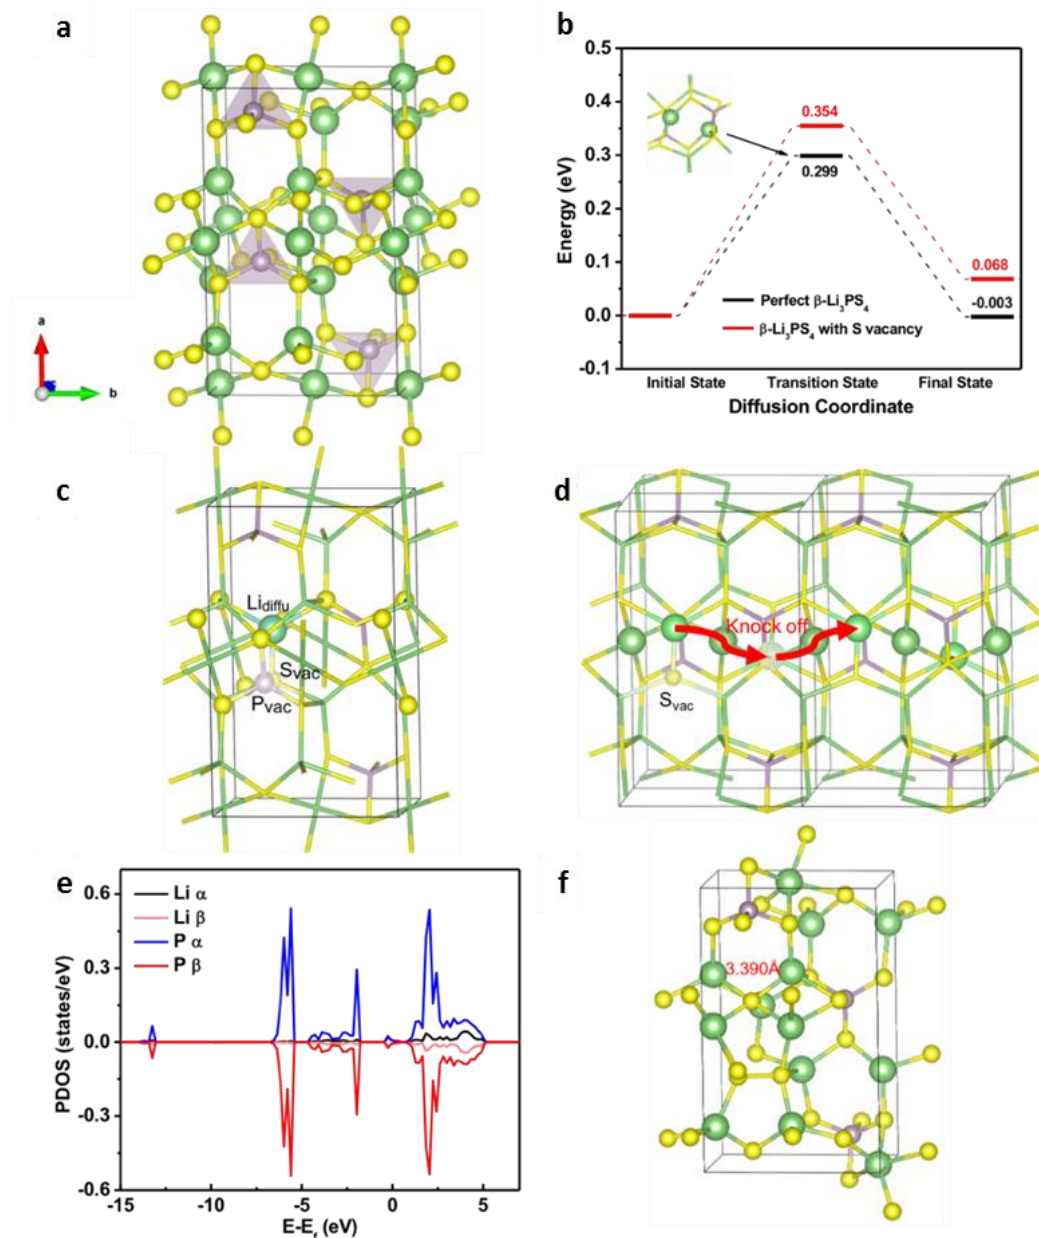 a
a
b
b
0.5
0.4
0.3
0.2
0.1
0.0
-0.1
Energy (eV)
0.354
0.299
0.068
-0.003
Perfect β-Li₃PS₄
β-Li₃PS₄ with S vacancy
Initial State
Transition State
Final State
Diffusion Coordinate
c
Li_diffu
S_vac
P_vac
d
Knock off
S_vac
e
0.6
0.3
0.0
-0.3
-0.6
PDOS (states/eV)
Li α
Li β
P α
P β
-15
-10
-5
0
5
E-E_f (eV)
f
3.390Å